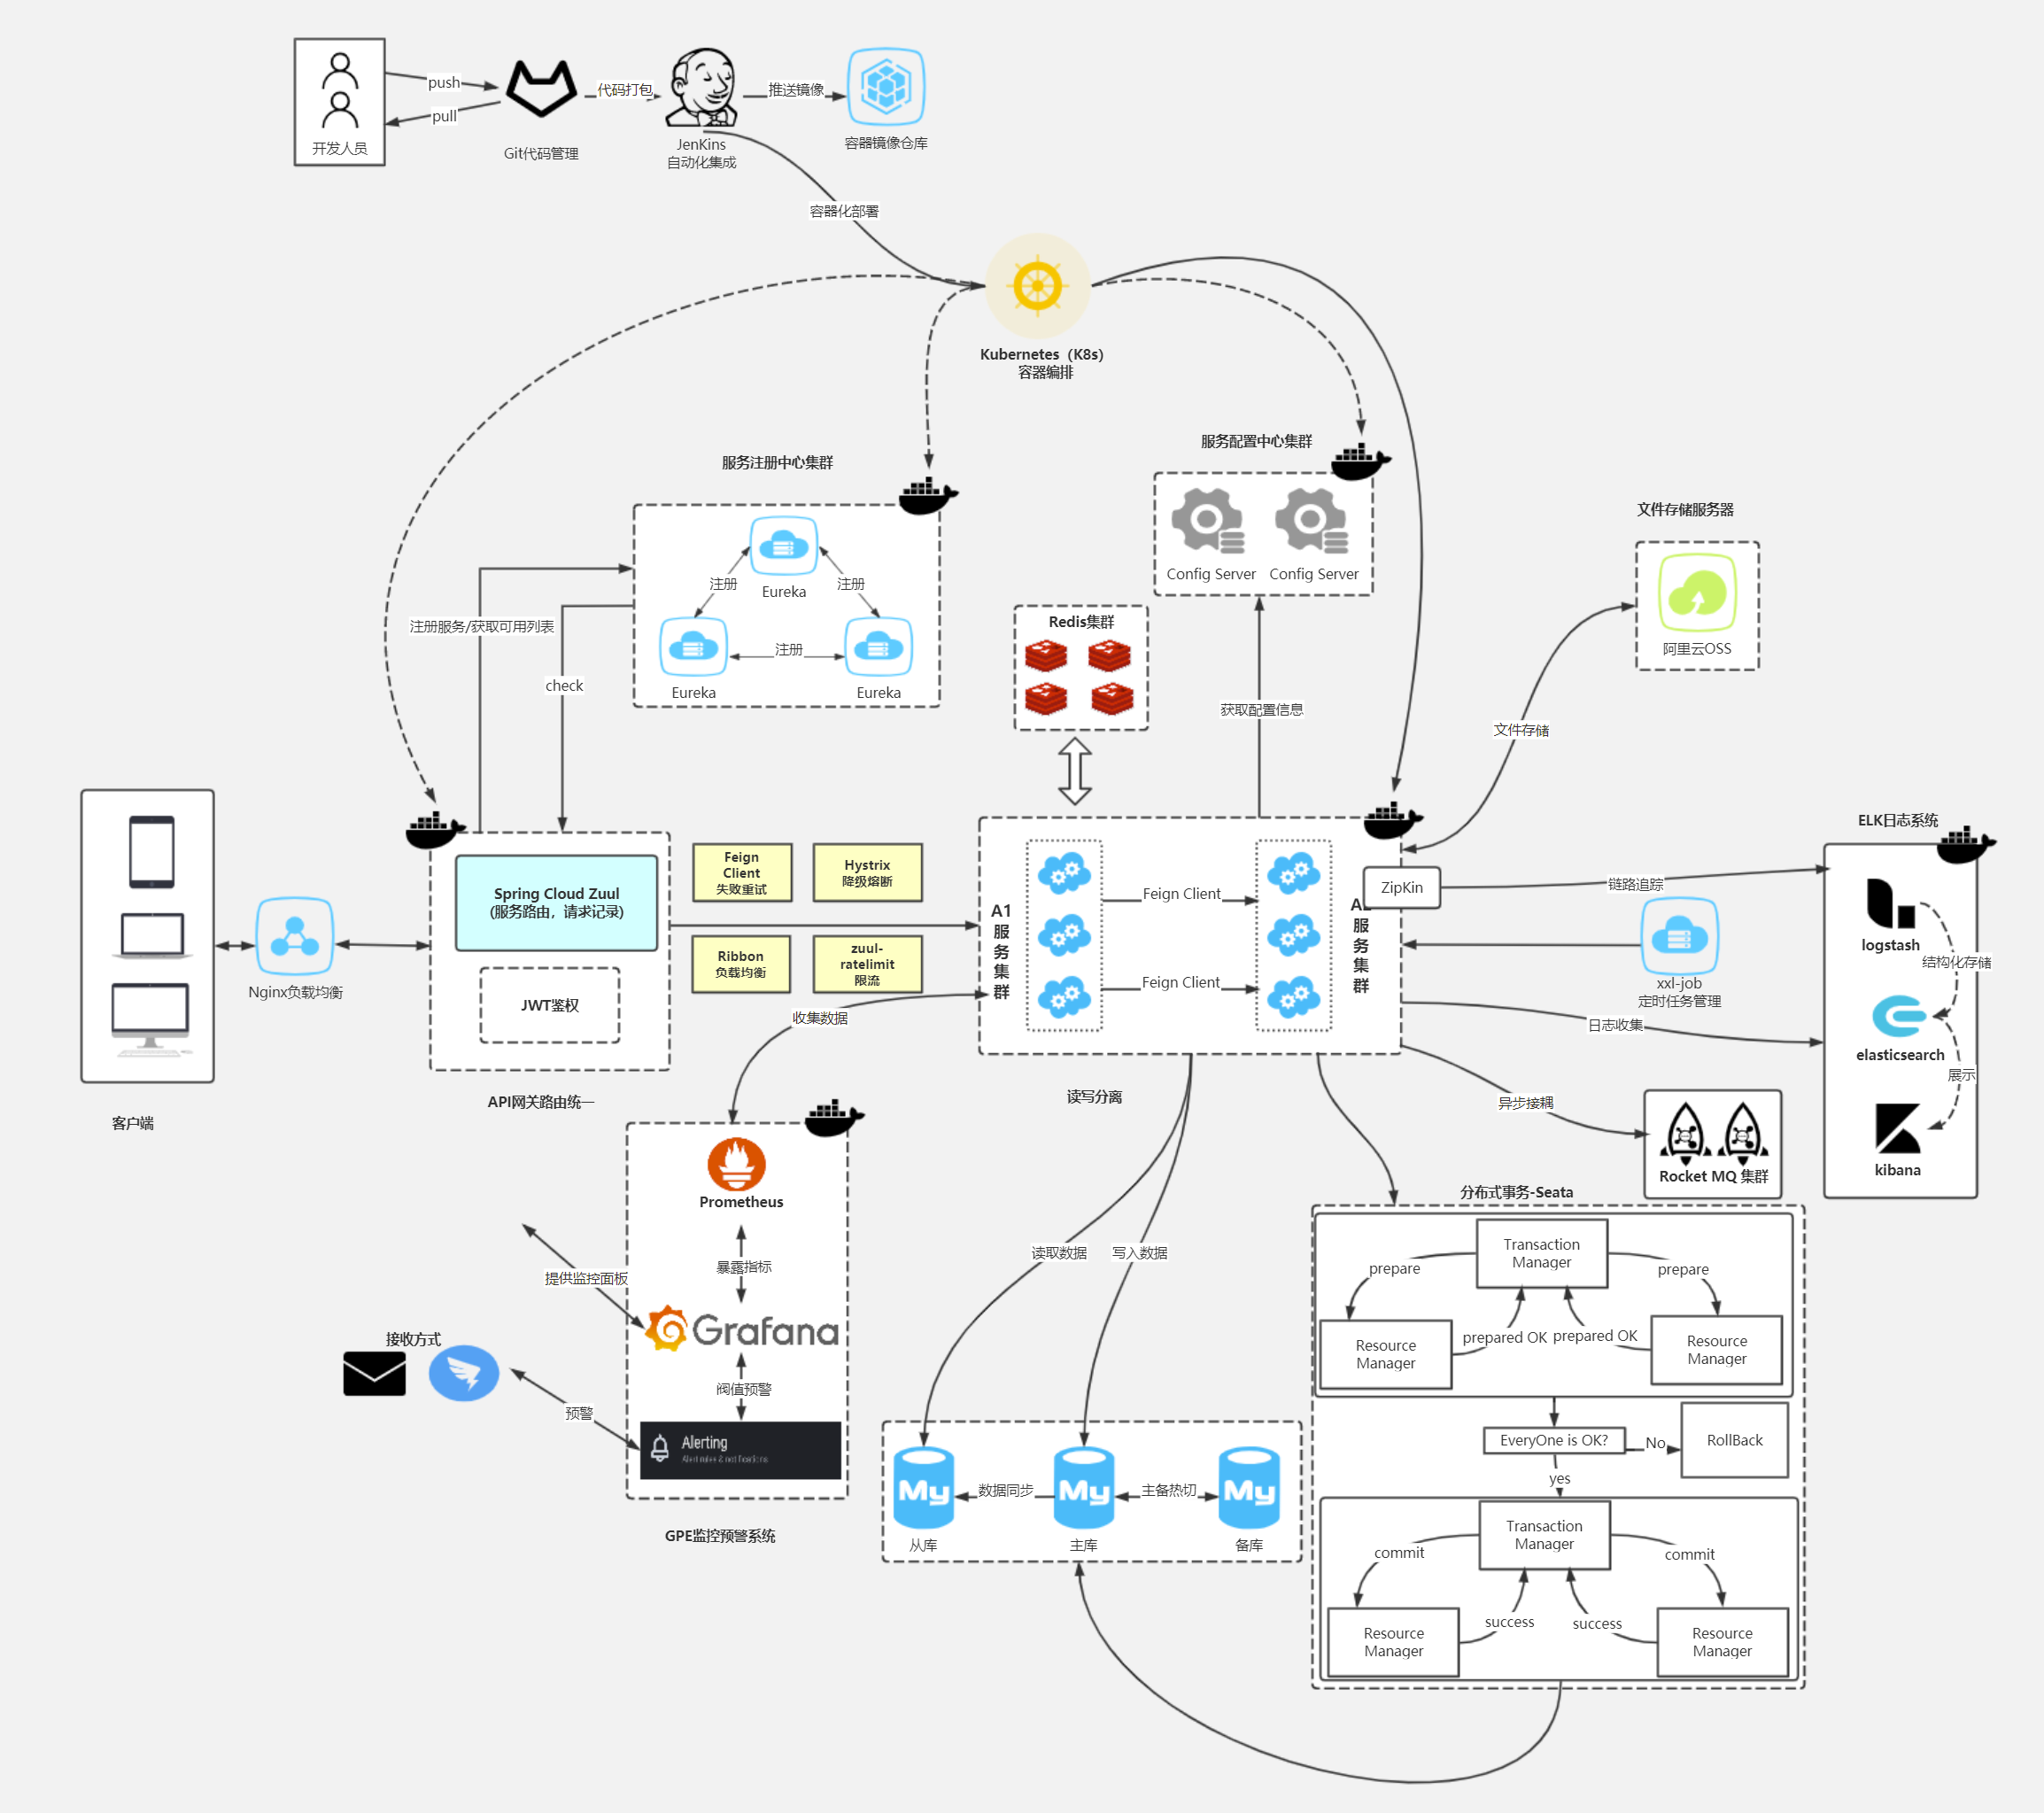 push
pull
开发人员
Git代码管理
代码打包
JenKins
自动化集成
推送镜像
容器镜像仓库
容器化部署
Kubernetes（K8s）
容器编排
服务注册中心集群
Eureka
注册
注册
注册
Eureka
Eureka
服务配置中心集群
Config Server
Config Server
文件存储服务器
阿里云OSS
Redis集群
注册服务/获取可用列表
check
获取配置信息
文件存储
客户端
Nginx负载均衡
Spring Cloud Zuul
(服务路由，请求记录)
JWT鉴权
API网关路由统一
Feign
Client
失败重试
Hystrix
降级熔断
Ribbon
负载均衡
zuul-
ratelimit
限流
收集数据
A1
服
务
集
群
Feign Client
Feign Client
服
务
集
群
ZipKin
链路追踪
xxl-job
定时任务管理
日志收集
异步接耦
ELK日志系统
logstash
结构化存储
elasticsearch
展示
kibana
Rocket MQ 集群
读写分离
Prometheus
暴露指标
Grafana
阀值预警
Alerting
Alert rules & notifications
GPE监控预警系统
提供监控面板
接收方式
预警
读取数据
写入数据
My
My
My
数据同步
主备热切
从库
主库
备库
分布式事务-Seata
Transaction
Manager
prepare
prepare
Resource
Manager
prepared OK
prepared OK
Resource
Manager
EveryOne is OK?
No
RollBack
yes
Transaction
Manager
commit
commit
Resource
Manager
success
success
Resource
Manager